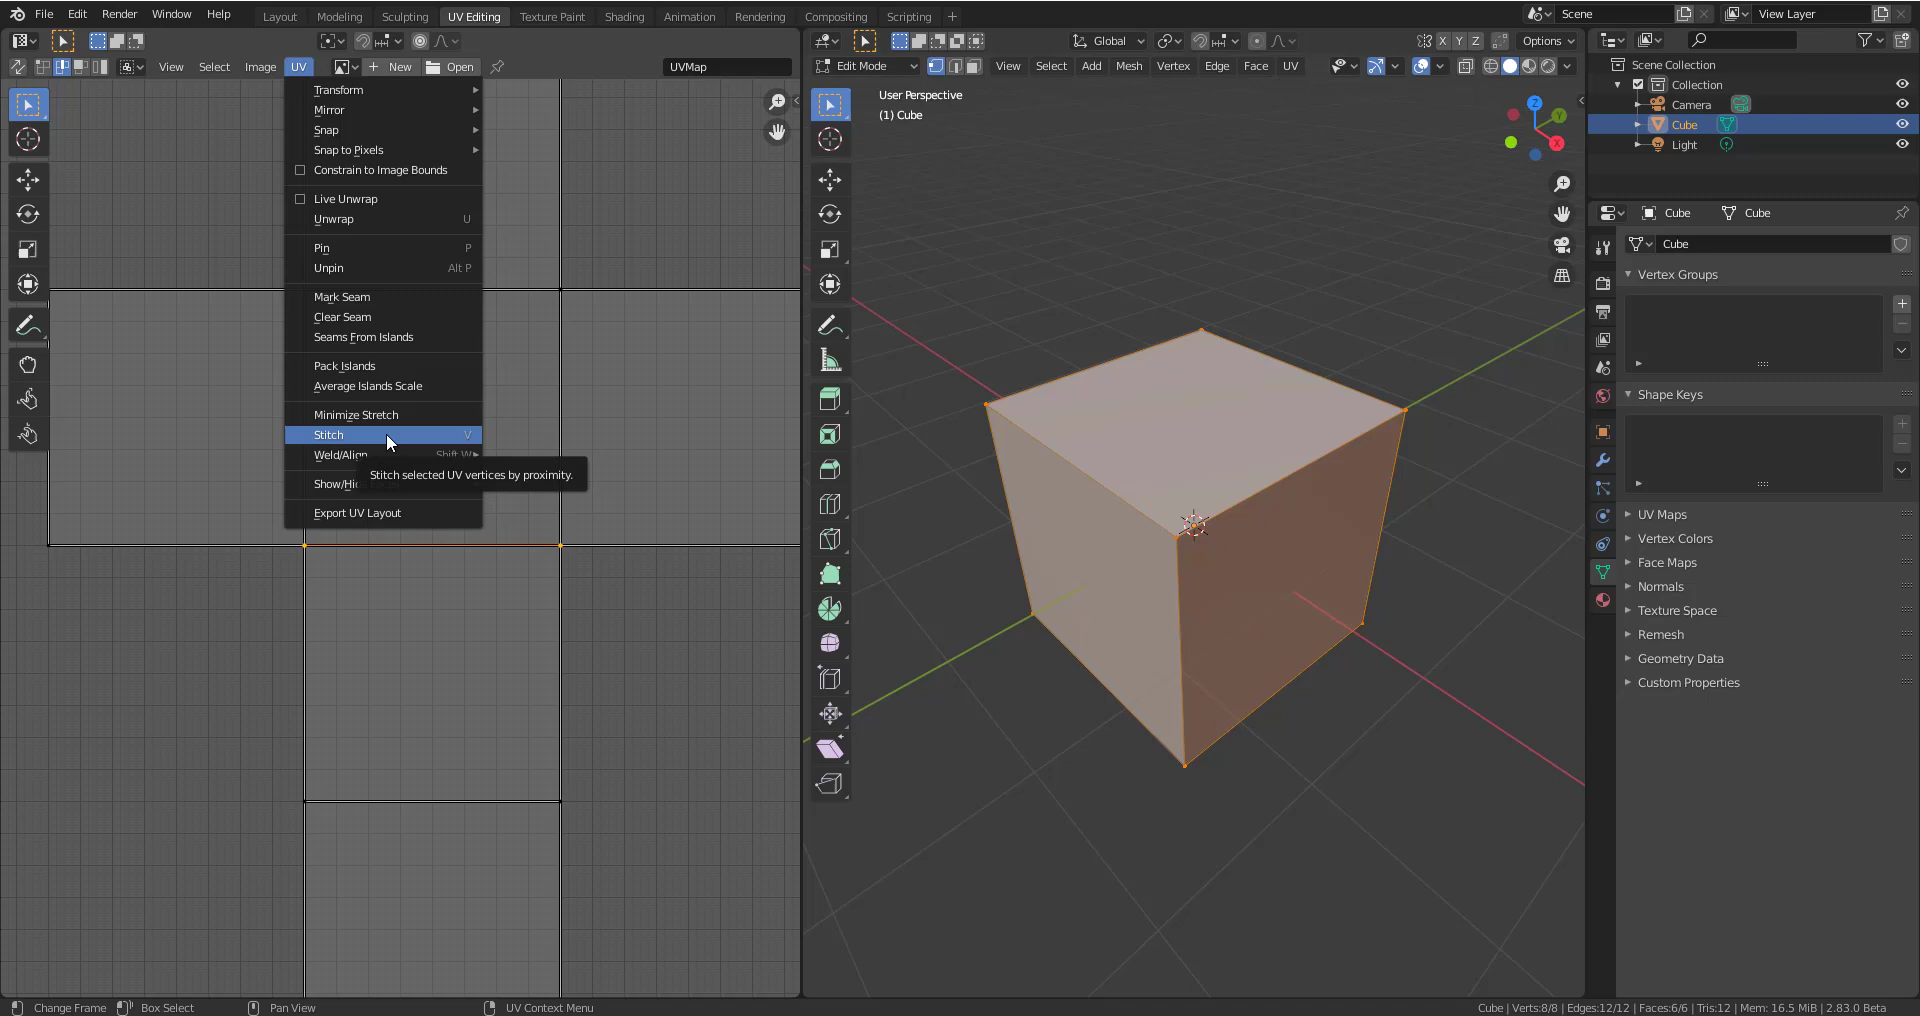 File Edit Render Window Help Layout Modeling Sculpting UV Editing Texture Paint Shading Animation Rendering Compositing Scripting + Scene View Layer
Global X Y Z Options
View Select Image UV + New Open UVMap Edit Mode View Select Add Mesh Vertex Edge Face UV
Transform
Mirror
Snap
Snap to Pixels
Constrain to Image Bounds
Live Unwrap
Unwrap U
Pin P
Unpin Alt P
Mark Seam
Clear Seam
Seams From Islands
Pack Islands
Average Islands Scale
Minimize Stretch
Stitch V
Weld/Align Shift W
Stitch selected UV vertices by proximity.
Export UV Layout
User Perspective
(1) Cube
Z
Y
X
Scene Collection
Collection
Camera
Cube
Light
Cube Cube
Cube
Vertex Groups
Shape Keys
UV Maps
Vertex Colors
Face Maps
Normals
Texture Space
Remesh
Geometry Data
Custom Properties
Change Frame Box Select Pan View UV Context Menu Cube | Verts:8/8 | Edges:12/12 | Faces:6/6 | Tris:12 | Mem: 16.5 MiB | 2.83.0 Beta